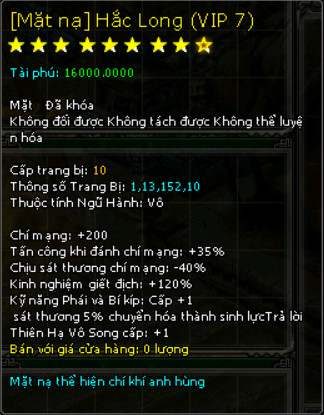 [Mặt nạ] Hắc Long (VIP 7)
Tài phú: 16000.0000
Mặt Đã khóa
Không đổi được Không tách được Không thể luyệ
n hóa
Cấp trang bị: 10
Thông số Trang Bị: 1,13,152,10
Thuộc tính Ngũ Hành: Vô
Chí mạng: +200
Tấn công khi đánh chí mạng: +35%
Chịu sát thương chí mạng: -40%
Kinh nghiệm giết địch: +120%
Kỹ năng Phái và Bí kíp: Cấp +1
sát thương 5% chuyển hóa thành sinh lựcTrả lời
Thiên Hạ Vô Song cấp: +1
Bán với giá cửa hàng: 0 lượng
Mặt nạ thể hiện chí khí anh hùng